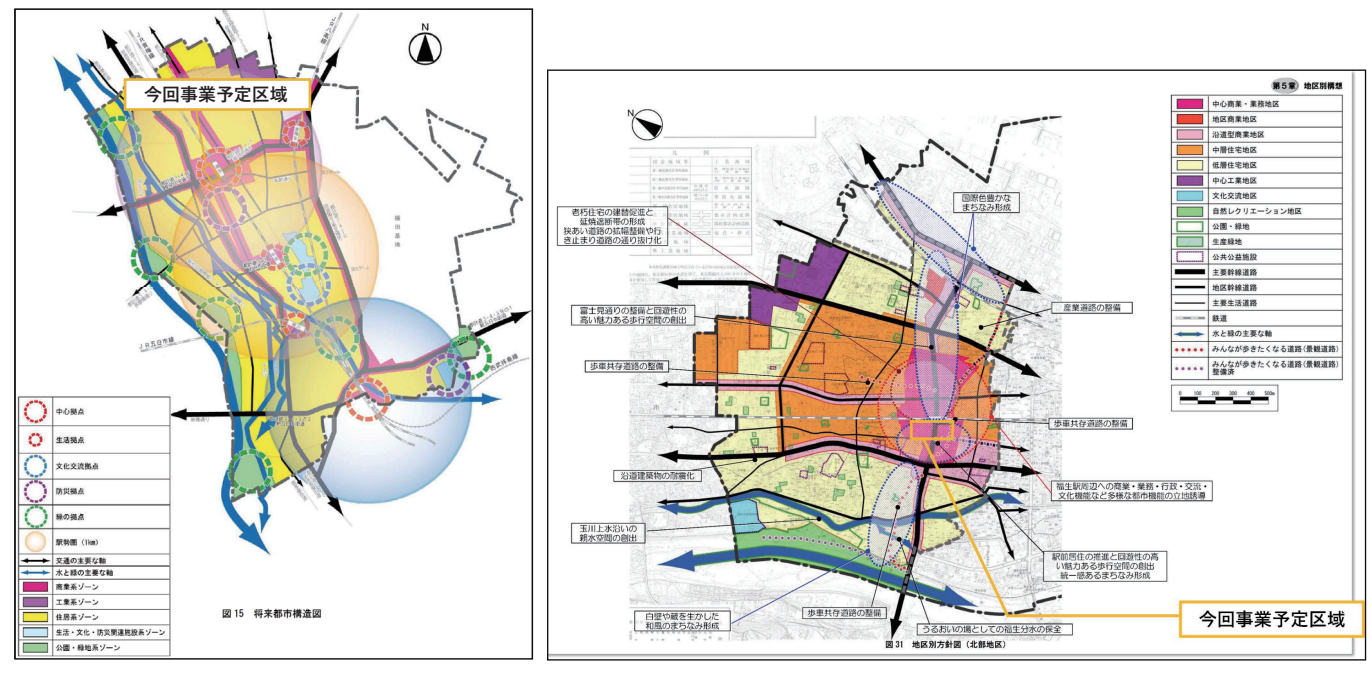 N
今回事業予定区域
JR五日市線
横田基地
中心拠点
生活拠点
文化交流拠点
防災拠点
緑の拠点
駅勢圏(1km)
交通の主要な軸
水と緑の主要な軸
商業系ゾーン
工業系ゾーン
住居系ゾーン
生活・文化・防災関連施設系ゾーン
公園・緑地系ゾーン
図15 将来都市構造図
第5章 地区別構想
N
凡例
老朽住宅の建替促進と
延焼遮断帯の形成
狭あい道路の拡幅整備や行
き止まり道路の通り抜け化
国際色豊かな
まちなみ形成
富士見通りの整備と回遊性の
高い魅力ある歩行空間の創出
産業道路の整備
歩車共存道路の整備
歩車共存道路の整備
沿道建築物の耐震化
福生駅周辺への商業・業務・行政・交流・
文化機能など多様な都市機能の立地誘導
玉川上水沿いの
親水空間の創出
駅前居住の推進と回遊性の高
い魅力ある歩行空間の創出
統一感あるまちなみ形成
白壁や蔵を生かした
和風のまちなみ形成
歩車共存道路の整備
うるおいの場としての福生分水の保全
今回事業予定区域
図31 地区別方針図(北部地区)
中心商業・業務地区
地区商業地区
沿道型商業地区
中層住宅地区
低層住宅地区
中心工業地区
文化交流地区
自然レクリエーション地区
公園・緑地
生産緑地
公共公益施設
主要幹線道路
地区幹線道路
主要生活道路
鉄道
水と緑の主要な軸
みんなが歩きたくなる道路(景観道路)
みんなが歩きたくなる道路(景観道路)
整備済
0 100 200 300 400 500m